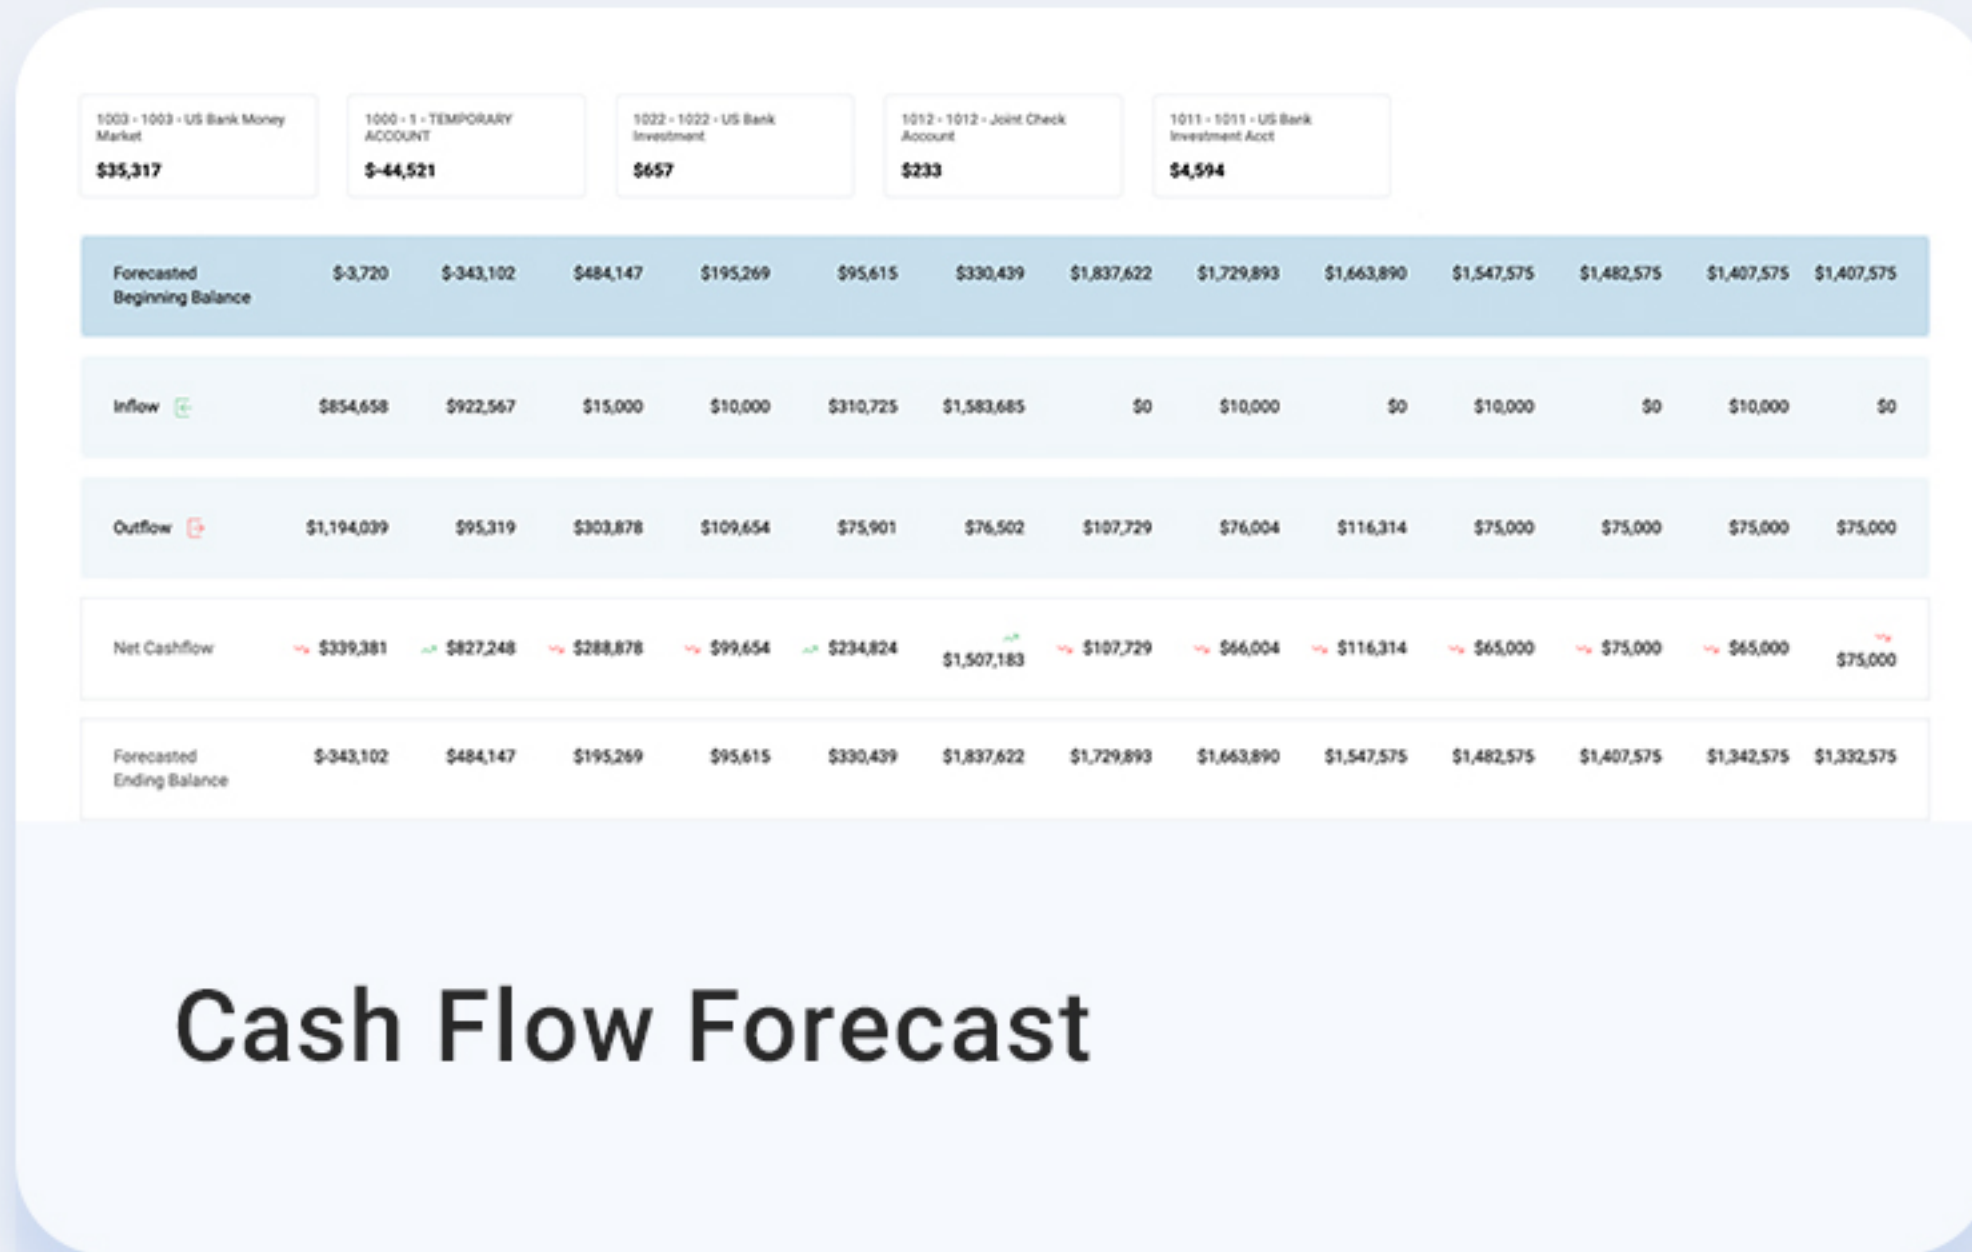 1003 - 1003 - US Bank Money
Market
$35,317
1000 - 1 - TEMPORARY
ACCOUNT
$-44,521
1022 - 1022 - US Bank
Investment
$657
1012 - 1012 - Joint Check
Account
$233
1011 - 1011 - US Bank
Investment Acct
$4,594
Forecasted
Beginning Balance
$-3,720 $-343,102 $484,147 $195,269 $95,615 $330,439 $1,837,622 $1,729,893 $1,663,890 $1,547,575 $1,482,575 $1,407,575 $1,407,575
Inflow $854,658 $922,567 $15,000 $10,000 $310,725 $1,583,685 $0 $10,000 $0 $10,000 $0 $10,000 $0
Outflow $1,194,039 $95,319 $303,878 $109,654 $75,901 $76,502 $107,729 $76,004 $116,314 $75,000 $75,000 $75,000 $75,000
Net Cashflow $339,381 $827,248 $288,878 $99,654 $234,824 $1,507,183 $107,729 $66,004 $116,314 $65,000 $75,000 $65,000 $75,000
Forecasted
Ending Balance
$-343,102 $484,147 $195,269 $95,615 $330,439 $1,837,622 $1,729,893 $1,663,890 $1,547,575 $1,482,575 $1,407,575 $1,342,575 $1,332,575
Cash Flow Forecast